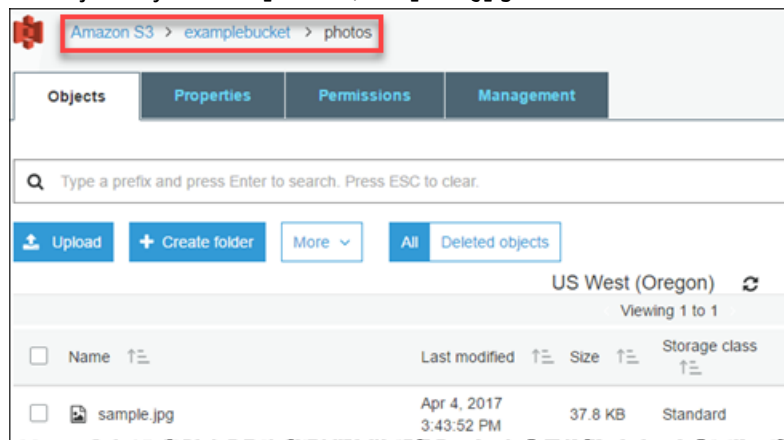 Amazon S3 > examplebucket > photos
Objects Properties Permissions Management
Type a prefix and press Enter to search. Press ESC to clear.
Upload + Create folder More All Deleted objects
US West (Oregon)
Viewing 1 to 1
Name Last modified Size Storage class
sample.jpg Apr 4, 2017 3:43:52 PM 37.8 KB Standard